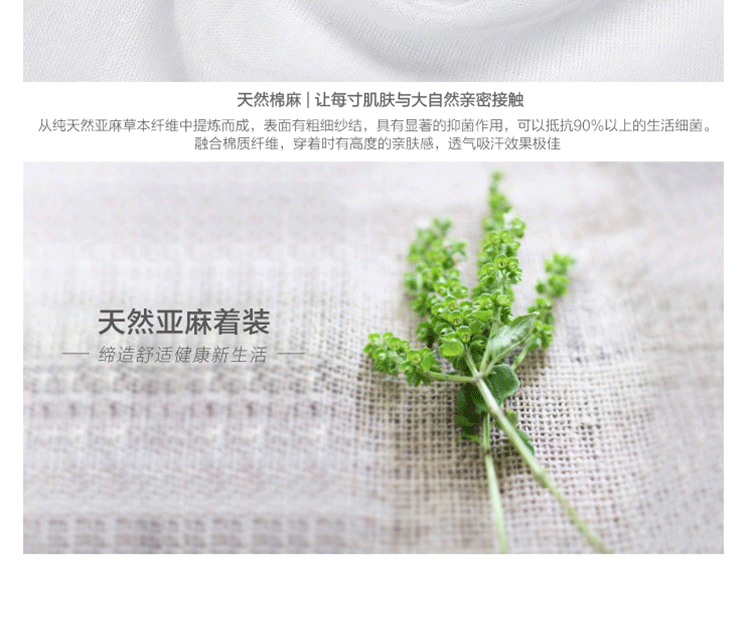 天然棉麻 | 让每寸肌肤与大自然亲密接触
从纯天然亚麻草本纤维中提炼而成，表面有粗细纱结，具有显著的抑菌作用，可以抵抗90%以上的生活细菌。
融合棉质纤维，穿着时有高度的亲肤感，透气吸汗效果极佳
天然亚麻着装
缔造舒适健康新生活